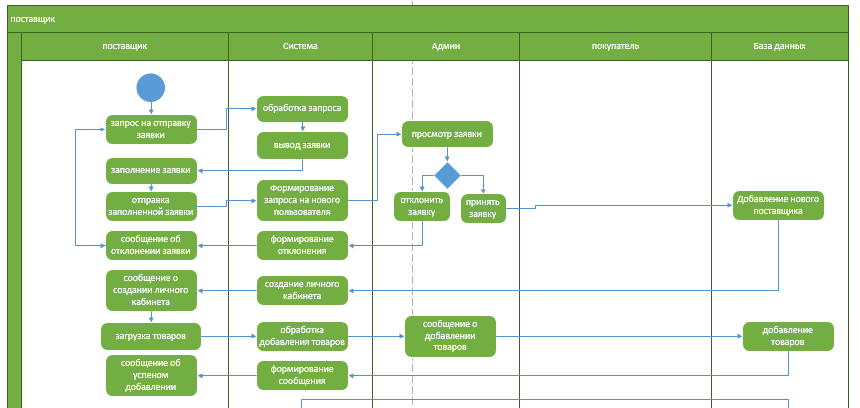 поставщик
поставщик
Система
Админ
покупатель
База данных
запрос на отправку
заявки
обработка запроса
вывод заявки
просмотр заявки
заполнение заявки
отправка
заполненной заявки
Формирование
запроса на нового
пользователя
отклонить
заявку
принять
заявку
Добавление нового
поставщика
сообщение об
отклонении заявки
формирование
отклонения
сообщение о
создании личного
кабинета
создание личного
кабинета
загрузка товаров
обработка
добавления товаров
сообщение о
добавлении
товаров
добавление
товаров
сообщение об
успеном
добавлении
формирование
сообщения